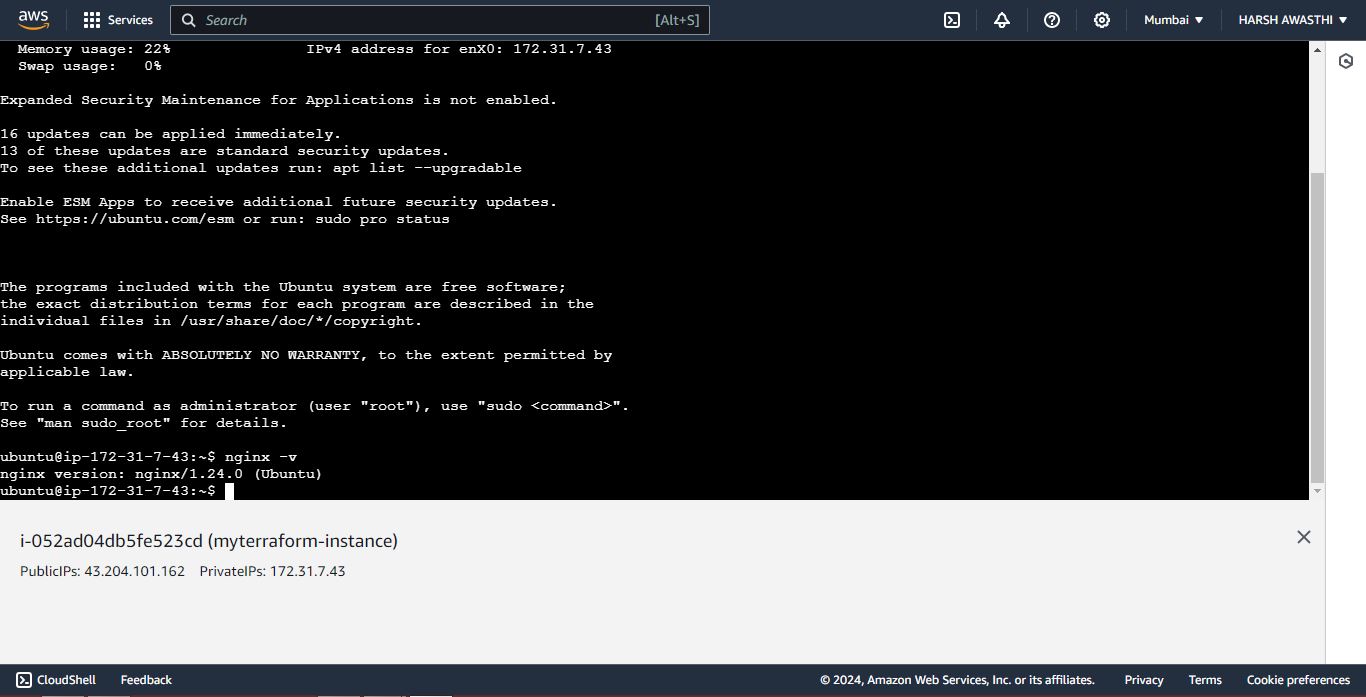 aws
Services
Search
[Alt+S]
Mumbai
HARSH AWASTHI
Memory usage: 22% IPv4 address for enX0: 172.31.7.43
Swap usage: 0%
Expanded Security Maintenance for Applications is not enabled.
16 updates can be applied immediately.
13 of these updates are standard security updates.
To see these additional updates run: apt list --upgradable
Enable ESM Apps to receive additional future security updates.
See https://ubuntu.com/esm or run: sudo pro status
The programs included with the Ubuntu system are free software;
the exact distribution terms for each program are described in the
individual files in /usr/share/doc/*/copyright.
Ubuntu comes with ABSOLUTELY NO WARRANTY, to the extent permitted by
applicable law.
To run a command as administrator (user "root"), use "sudo <command>".
See "man sudo_root" for details.
ubuntu@ip-172-31-7-43:~$ nginx -v
nginx version: nginx/1.24.0 (Ubuntu)
ubuntu@ip-172-31-7-43:~$
i-052ad04db5fe523cd (myterraform-instance)
PublicIPs: 43.204.101.162 PrivateIPs: 172.31.7.43
CloudShell
Feedback
© 2024, Amazon Web Services, Inc. or its affiliates.
Privacy
Terms
Cookie preferences